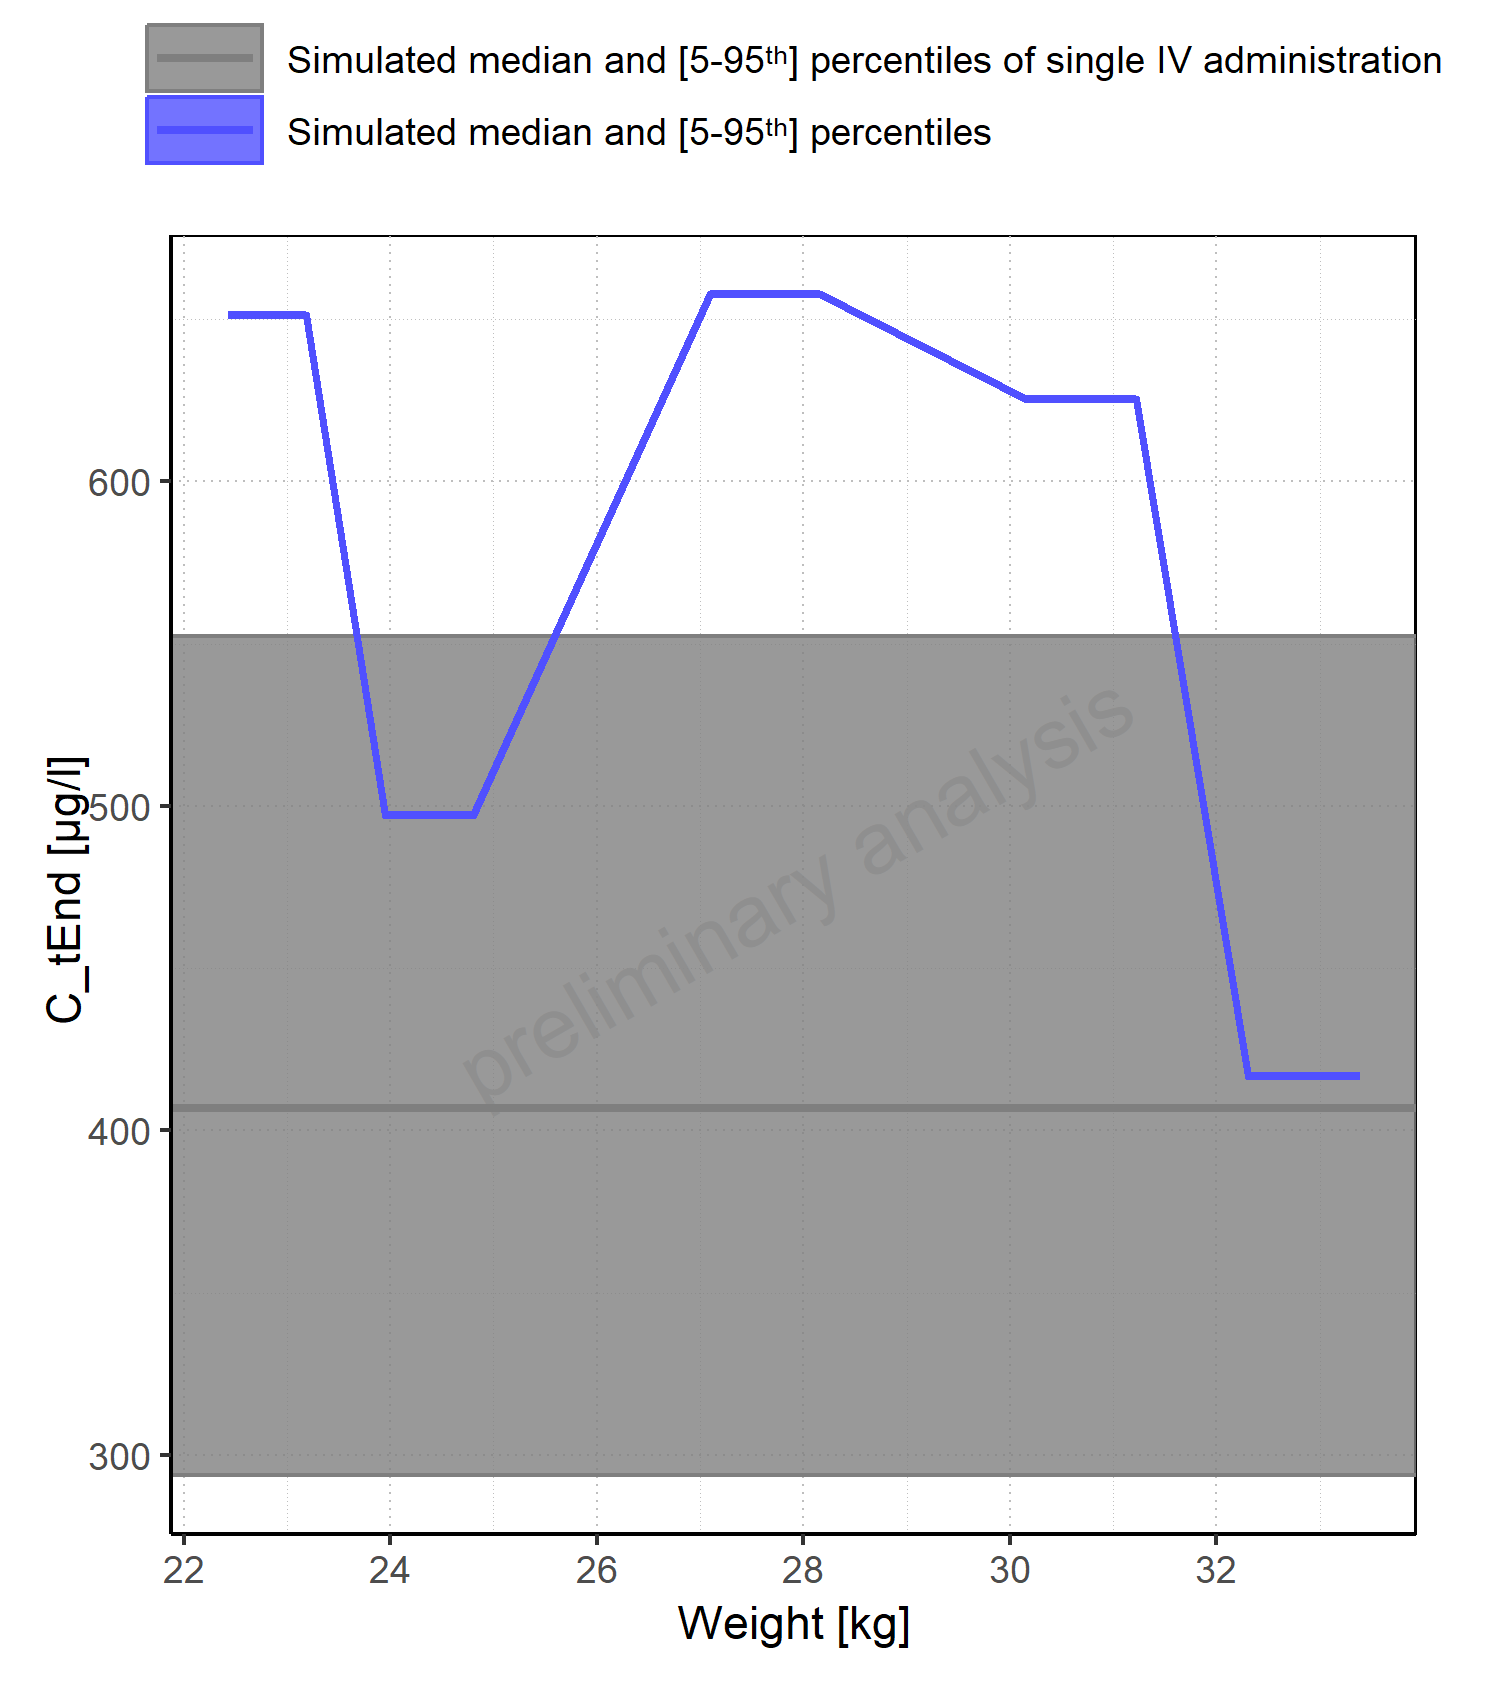 Simulated median and [5-95th] percentiles of single IV administration
Simulated median and [5-95th] percentiles
600
500
400
300
C_tEnd [µg/l]
preliminary analysis
22 24 26 28 30 32
Weight [kg]